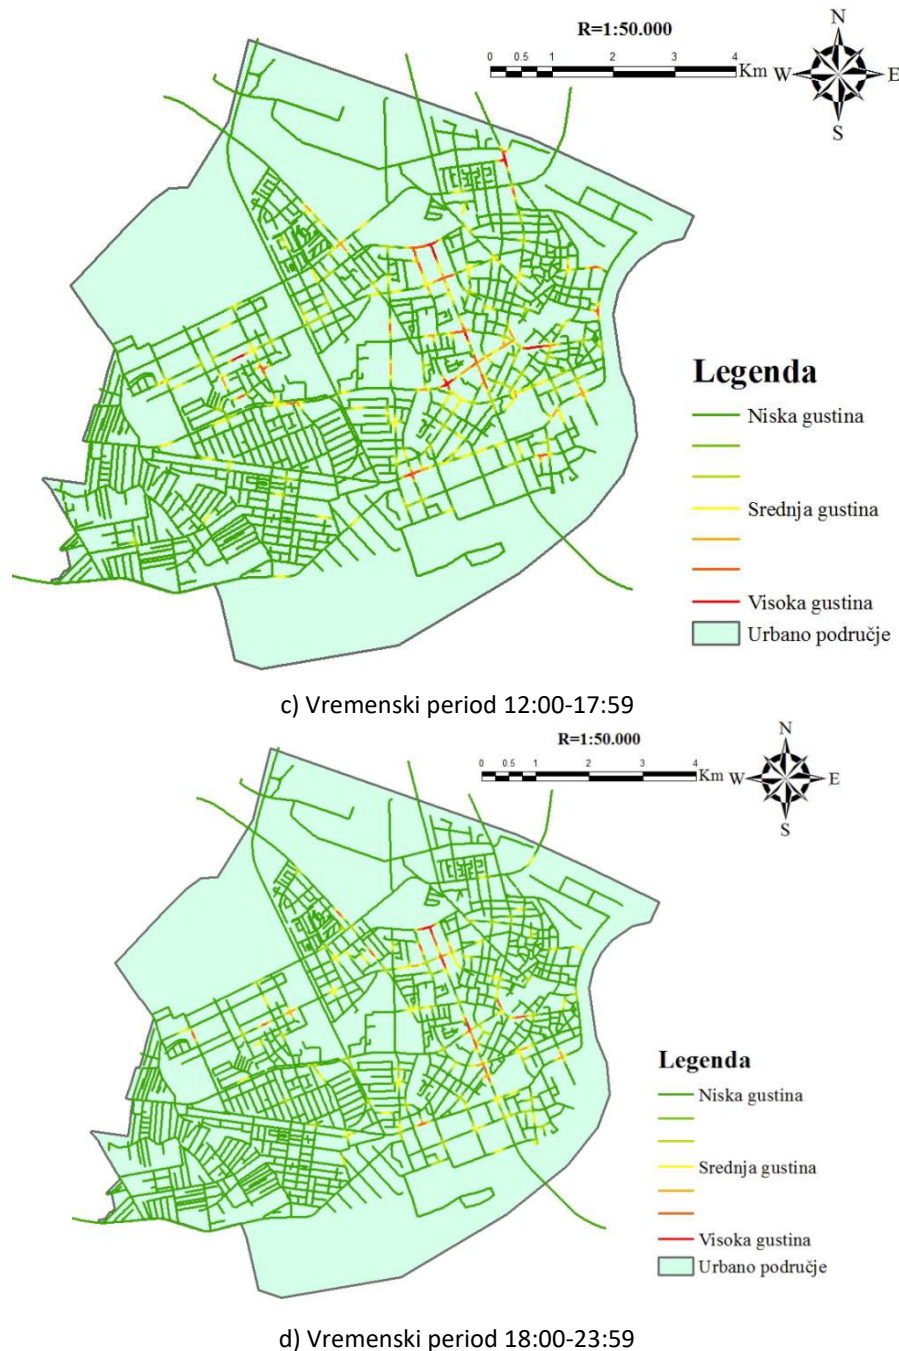 R=1:50.000
N
0 0.5 1 2 3 4
Km W E
S
Legenda
Niska gustina
Srednja gustina
Visoka gustina
Urbano područje
c) Vremenski period 12:00-17:59
N
R=1:50.000
0 0.5 1 2 3 4
Km W E
S
Legenda
Niska gustina
Srednja gustina
Visoka gustina
Urbano područje
d) Vremenski period 18:00-23:59